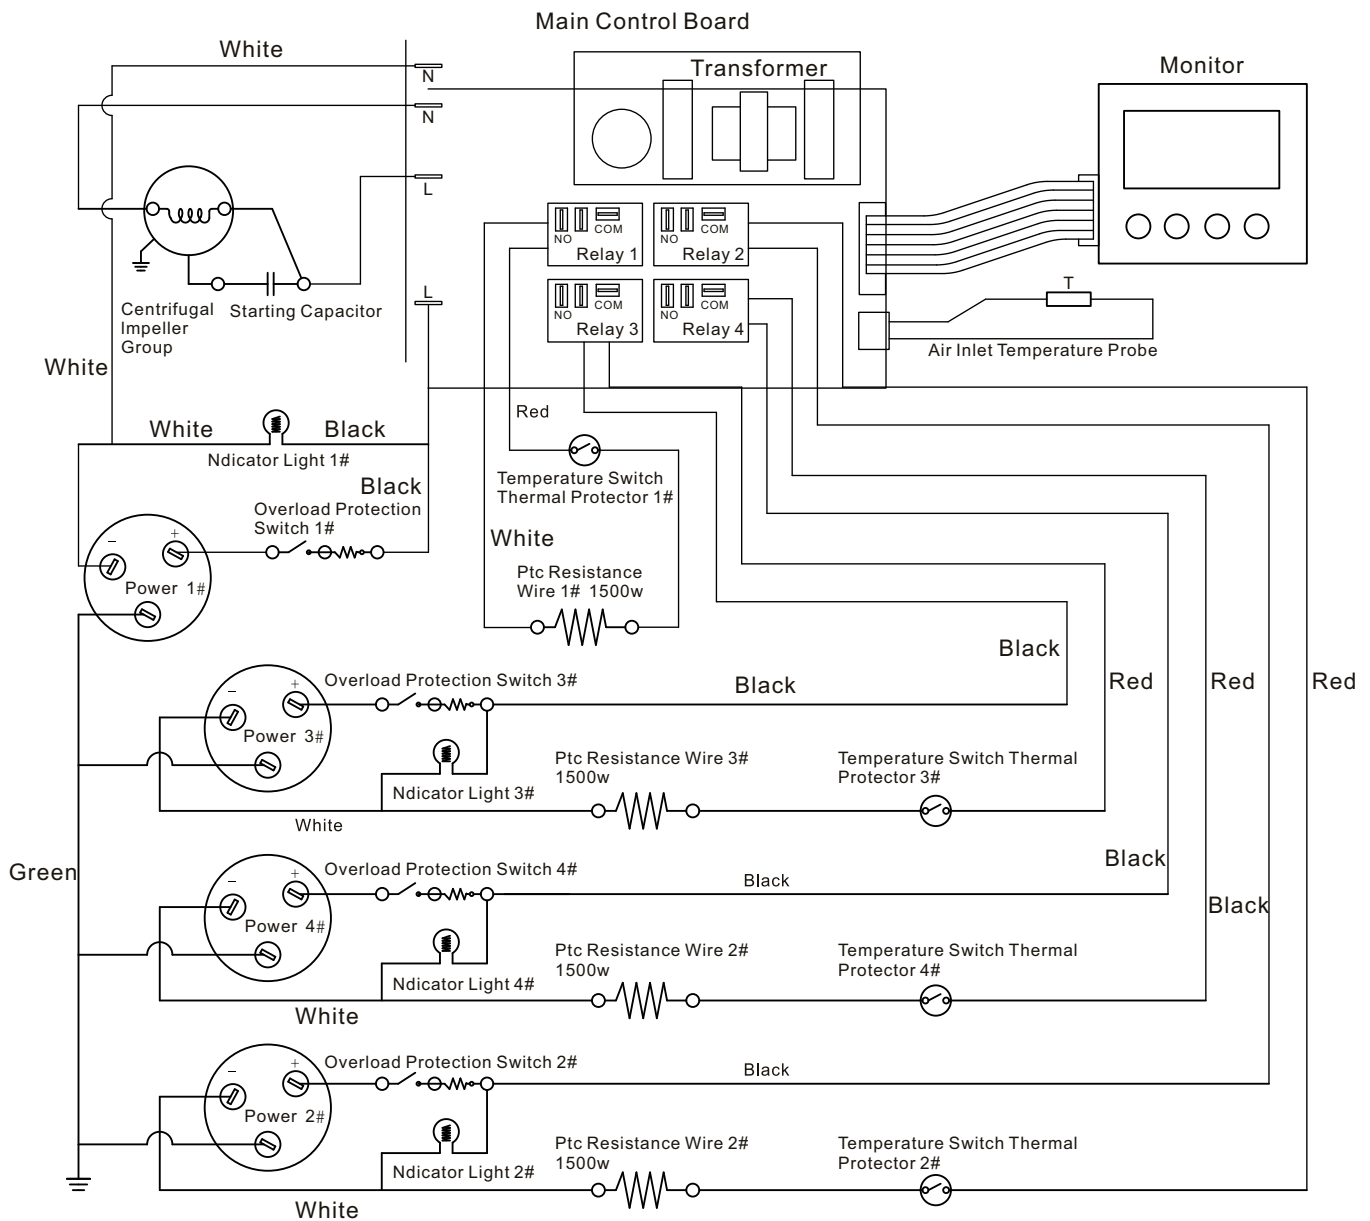 Main Control Board
White
N
Transformer
Monitor
N
L
NO
COM
Relay 1
NO
COM
Relay 2
T
L
Centrifugal
Impeller
Group
Starting Capacitor
NO
COM
Relay 3
NO
COM
Relay 4
Air Inlet Temperature Probe
White
Red
White
Black
Ndicator Light 1#
Temperature Switch
Thermal Protector 1#
Black
Overload Protection
Switch 1#
White
- +
Power 1#
Ptc Resistance
Wire 1# 1500w
Black
Black
Red
Red
Red
Overload Protection Switch 3#
- +
Power 3#
Ndicator Light 3#
Ptc Resistance Wire 3#
1500w
Temperature Switch Thermal
Protector 3#
White
Green
Black
Overload Protection Switch 4#
Black
Black
- +
Power 4#
Ndicator Light 4#
Ptc Resistance Wire 2#
1500w
Temperature Switch Thermal
Protector 4#
White
Overload Protection Switch 2#
Black
- +
Power 2#
Ndicator Light 2#
Ptc Resistance Wire 2#
1500w
Temperature Switch Thermal
Protector 2#
White